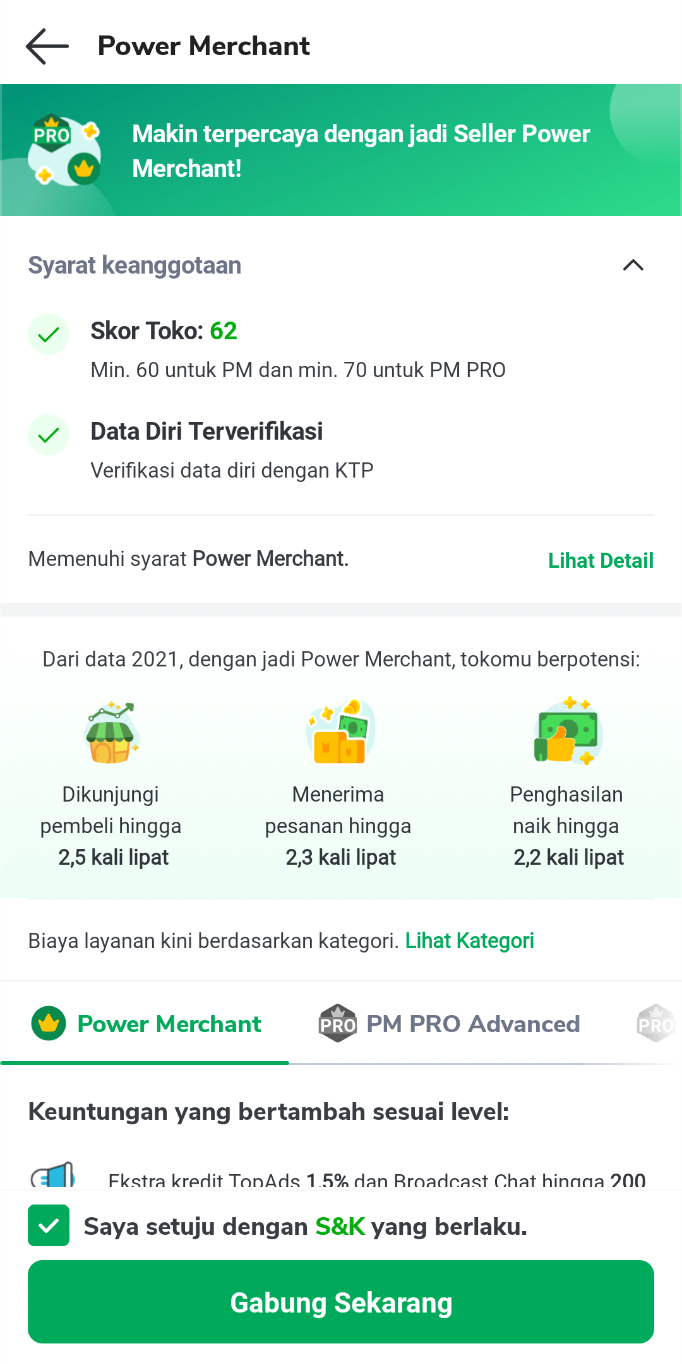 Power Merchant
PRO
Makin terpercaya dengan jadi Seller Power
Merchant!
Syarat keanggotaan
Skor Toko: 62
Min. 60 untuk PM dan min. 70 untuk PM PRO
Data Diri Terverifikasi
Verifikasi data diri dengan KTP
Memenuhi syarat Power Merchant.
Lihat Detail
Dari data 2021, dengan jadi Power Merchant, tokomu berpotensi:
Dikunjungi
pembeli hingga
2,5 kali lipat
Menerima
pesanan hingga
2,3 kali lipat
Penghasilan
naik hingga
2,2 kali lipat
Biaya layanan kini berdasarkan kategori. Lihat Kategori
Power Merchant
PRO
PM PRO Advanced
PRO
Keuntungan yang bertambah sesuai level:
Ekstra kredit TopAds 1.5% dan Broadcast Chat hingga 200
Saya setuju dengan S&K yang berlaku.
Gabung Sekarang